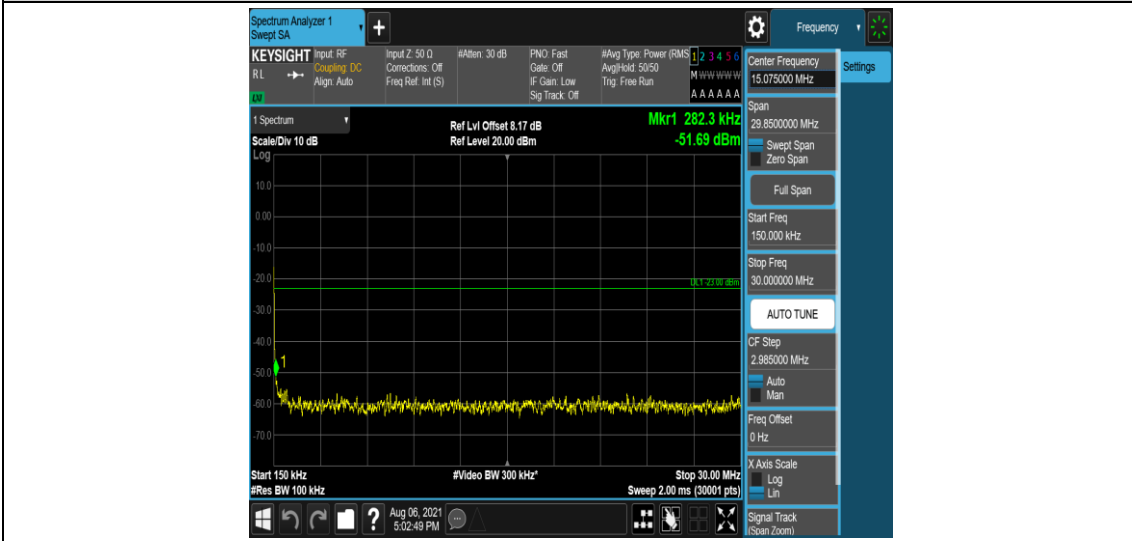 Spectrum Analyzer 1
Swept SA
+
Frequency
KEYSIGHT
Input: RF
Coupling: DC
Align: Auto
R L
LXI
Input Z: 50 Ω
Corrections: Off
Freq Ref: Int (S)
#Atten: 30 dB
PNO: Fast
Gate: Off
IF Gain: Low
Sig Track: Off
#Avg Type: Power (RMS
Avg|Hold: 50/50
Trig: Free Run
1 2 3 4 5 6
M W W W W W
A A A A A A
1 Spectrum
Scale/Div 10 dB
Log
Ref Lvl Offset 8.17 dB
Ref Level 20.00 dBm
Mkr1 282.3 kHz
-51.69 dBm
10.0
0.00
-10.0
-20.0
DL1 -23.00 dBm
-30.0
-40.0
1
-50.0
-60.0
-70.0
Start 150 kHz
#Res BW 100 kHz
#Video BW 300 kHz*
Stop 30.00 MHz
Sweep 2.00 ms (30001 pts)
Center Frequency
15.075000 MHz
Settings
Span
29.8500000 MHz
Swept Span
Zero Span
Full Span
Start Freq
150.000 kHz
Stop Freq
30.000000 MHz
AUTO TUNE
CF Step
2.985000 MHz
Auto
Man
Freq Offset
0 Hz
X Axis Scale
Log
Lin
Signal Track
(Span Zoom)
?
Aug 06, 2021
5:02:49 PM